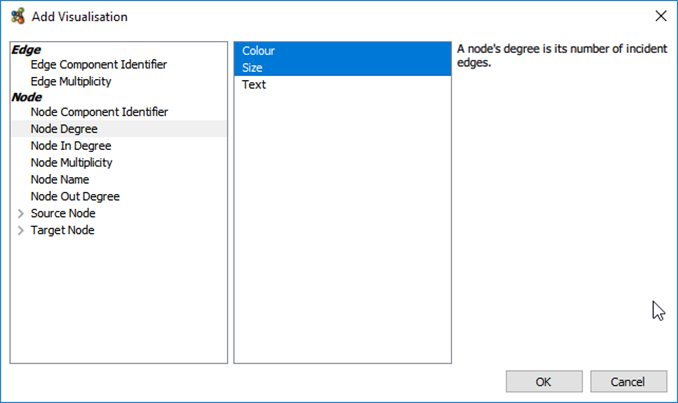 Add Visualisation
Edge
Edge Component Identifier
Edge Multiplicity
Node
Node Component Identifier
Node Degree
Node In Degree
Node Multiplicity
Node Name
Node Out Degree
Source Node
Target Node
Colour
Size
Text
A node's degree is its number of incident
edges.
OK
Cancel